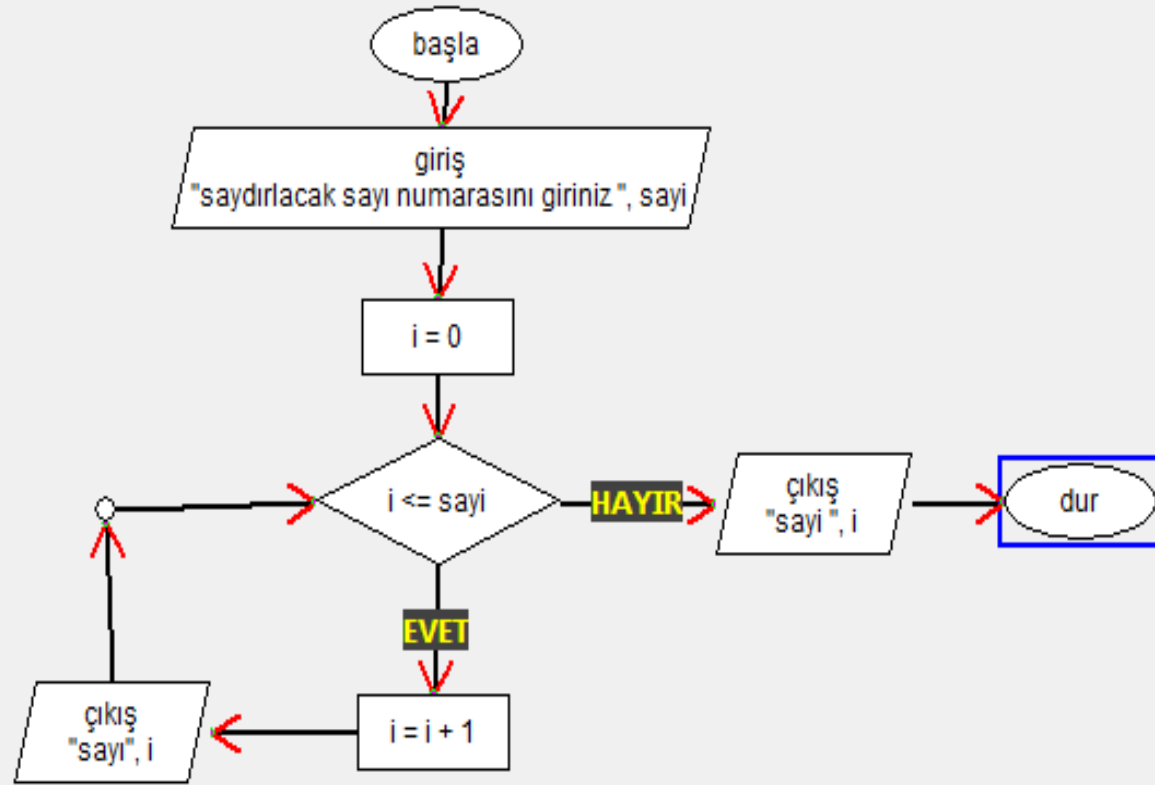 başla
giriş
"saydırlacak sayı numarasını giriniz ", sayi
i = 0
i <= sayi
HAYIR
çıkış
"sayi ", i
dur
EVET
i = i + 1
çıkış
"sayı", i